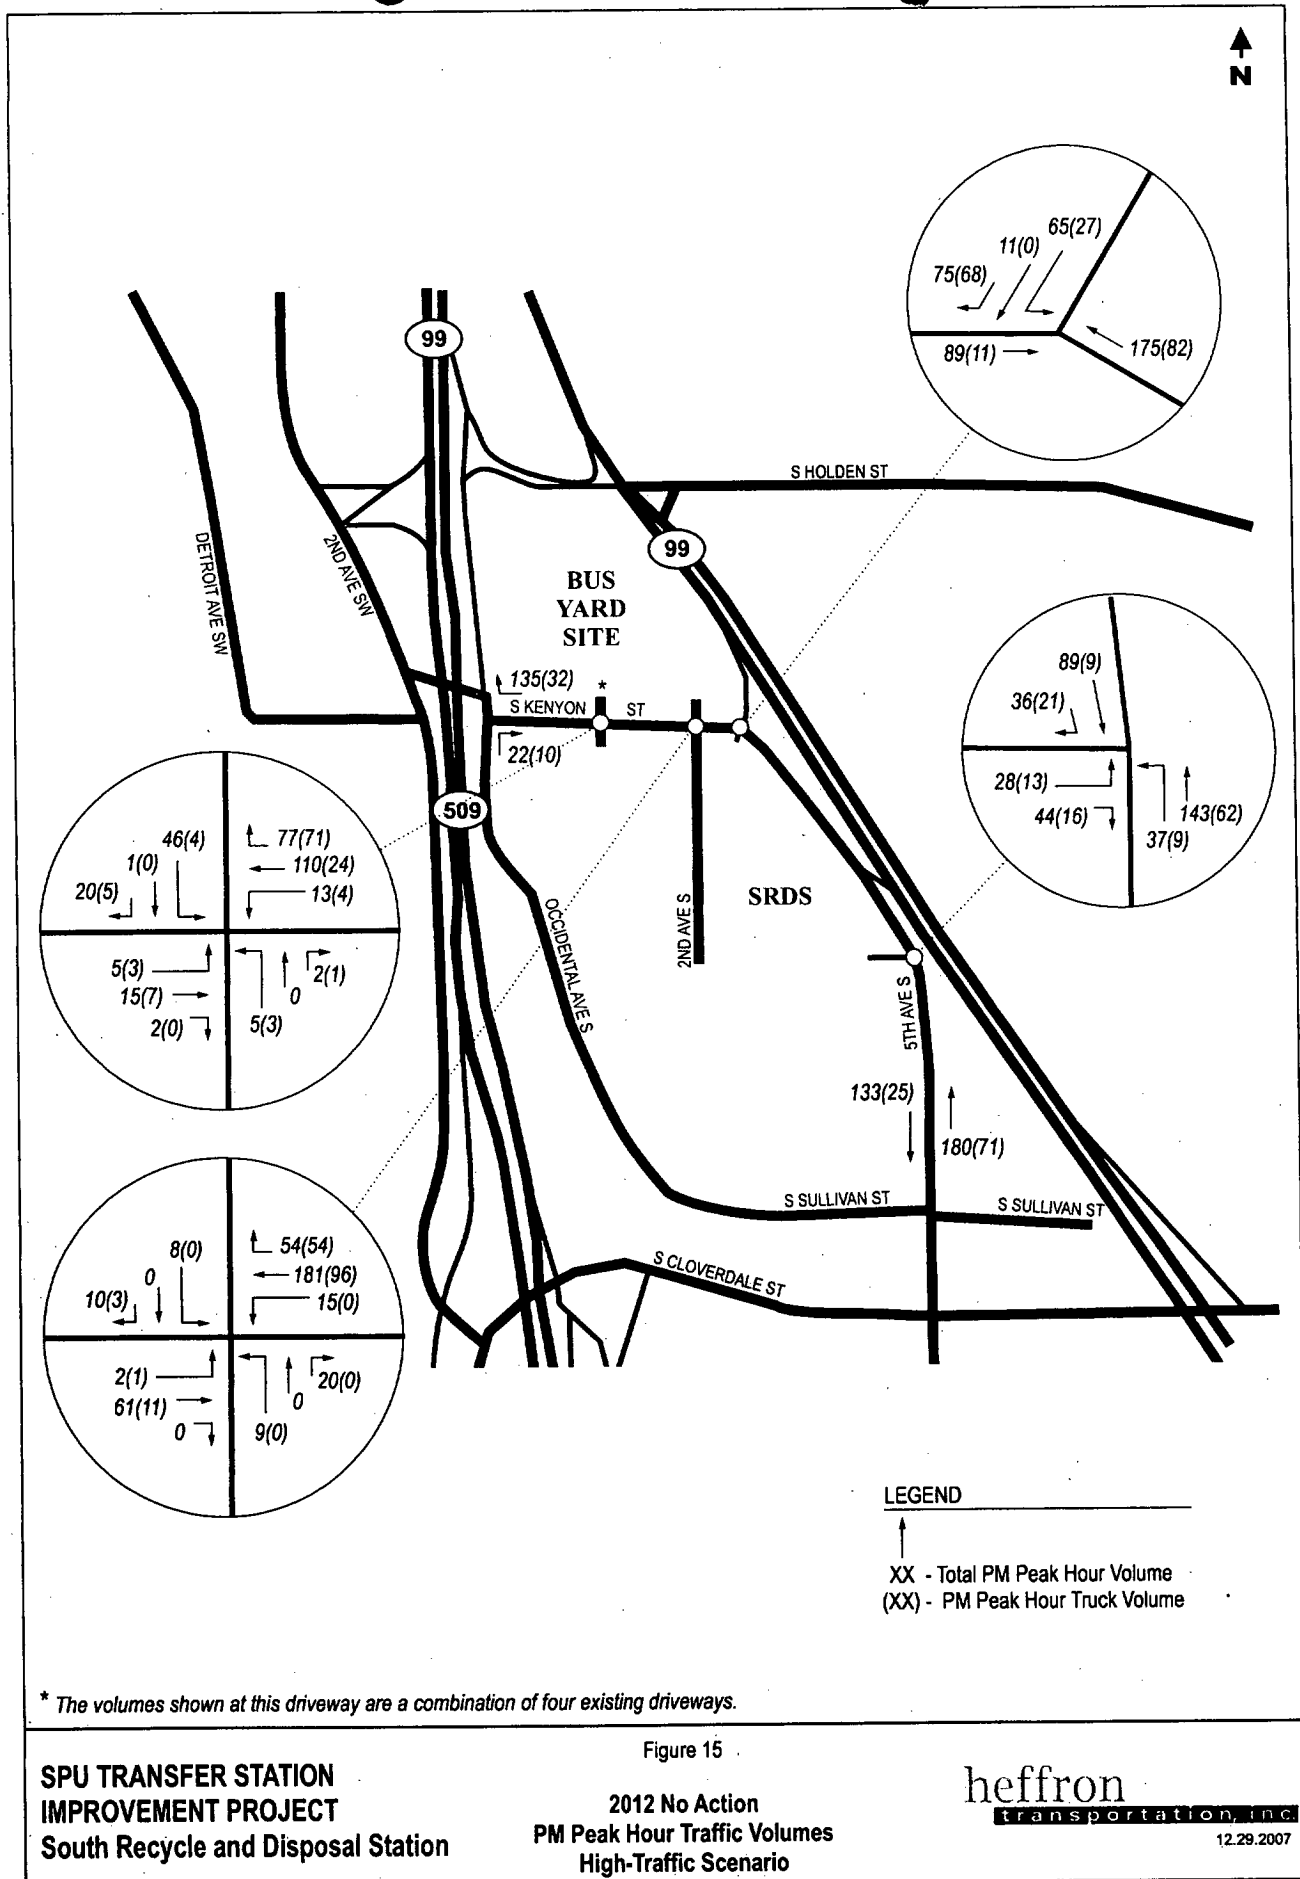 N
65(27)
11(0)
75(68)
89(11)
175(82)
99
S HOLDEN ST
99
DETROIT AVE SW
2ND AVE SW
BUS
YARD
SITE
135(32)
*
S KENYON ST
22(10)
89(9)
36(21)
28(13)
44(16)
143(62)
37(9)
509
46(4)
1(0)
20(5)
77(71)
110(24)
13(4)
5(3)
15(7)
2(0)
2(1)
0
5(3)
SRDS
OCCIDENTAL AVE S
2ND AVE S
5TH AVE S
133(25)
180(71)
S SULLIVAN ST
S SULLIVAN ST
S CLOVERDALE ST
8(0)
0
10(3)
54(54)
181(96)
15(0)
2(1)
61(11)
0
20(0)
0
9(0)
LEGEND
XX - Total PM Peak Hour Volume
(XX) - PM Peak Hour Truck Volume
* The volumes shown at this driveway are a combination of four existing driveways.
SPU TRANSFER STATION
IMPROVEMENT PROJECT
South Recycle and Disposal Station
Figure 15
2012 No Action
PM Peak Hour Traffic Volumes
High-Traffic Scenario
heffron
transportation, inc.
12.29.2007